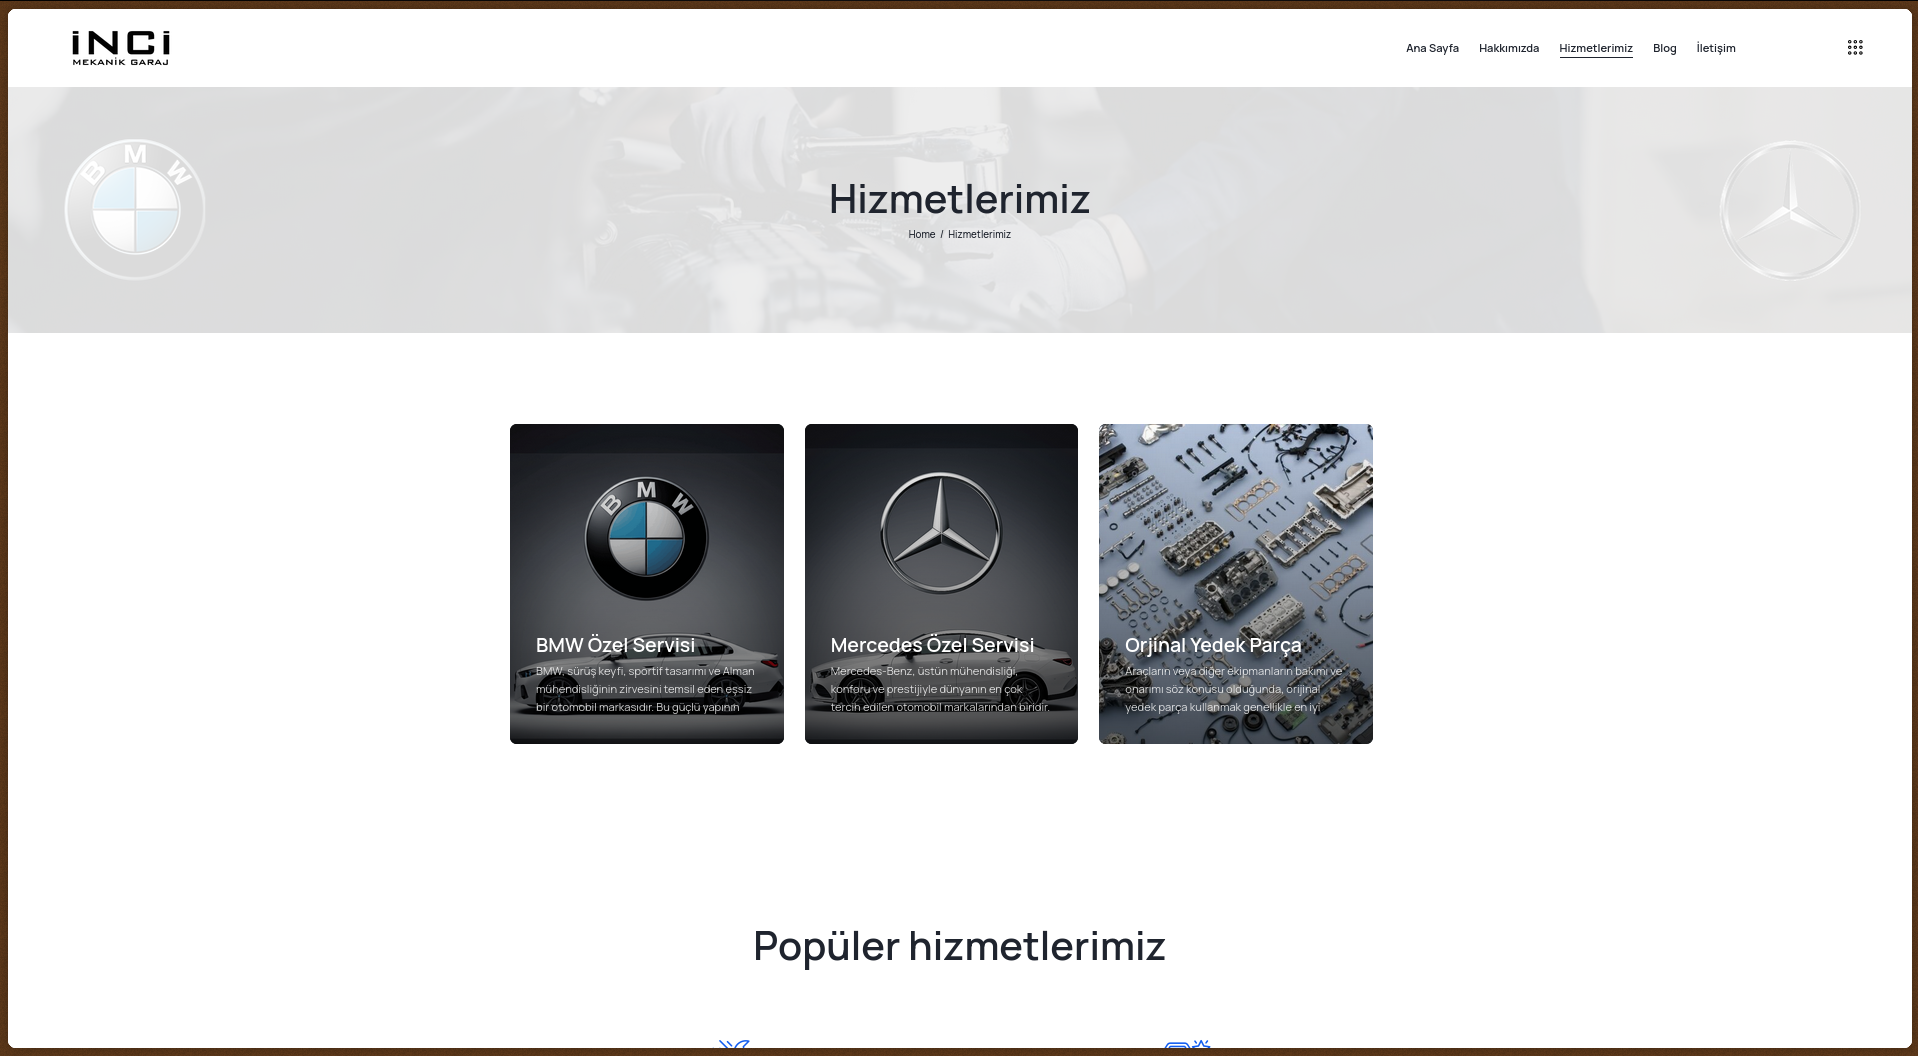 iNCi
MEKANİK GARAJ
Ana Sayfa
Hakkımızda
Hizmetlerimiz
Blog
İletişim
BMW
Hizmetlerimiz
Home / Hizmetlerimiz
BMW
BMW Özel Servisi
BMW, sürüş keyfi, sportif tasarımı ve Alman
mühendisliğinin zirvesini temsil eden eşsiz
bir otomobil markasıdır. Bu güçlü yapının
Mercedes Özel Servisi
Mercedes-Benz, üstün mühendisliği,
konforu ve prestijiyle dünyanın en çok
tercih edilen otomobil markalarından biridir.
Orjinal Yedek Parça
Araçların veya diğer ekipmanların bakımı ve
onarımı söz konusu olduğunda, orijinal
yedek parça kullanmak genellikle en iyi
Popüler hizmetlerimiz